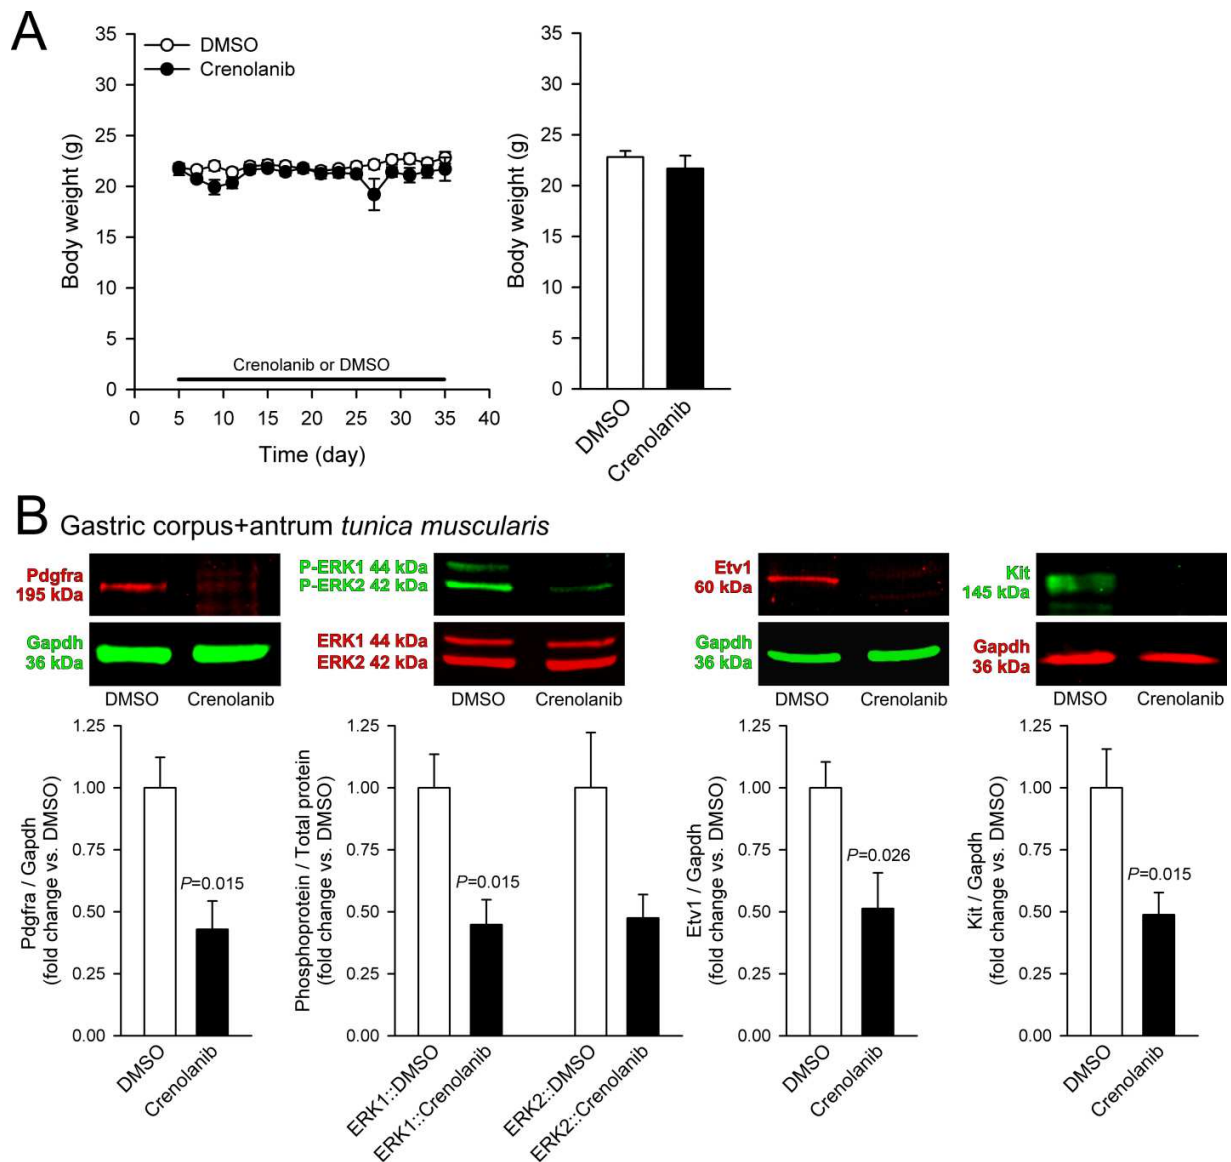 A
DMSO
Crenolanib
35
30
25
20
15
10
5
0
Body weight (g)
Crenolanib or DMSO
0 5 10 15 20 25 30 35 40
Time (day)
35
30
25
20
15
10
5
0
Body weight (g)
DMSO
Crenolanib
B Gastric corpus+antrum tunica muscularis
Pdgfra
195 kDa
Gapdh
36 kDa
DMSO Crenolanib
P-ERK1 44 kDa
P-ERK2 42 kDa
ERK1 44 kDa
ERK2 42 kDa
DMSO Crenolanib
Etv1
60 kDa
Gapdh
36 kDa
DMSO Crenolanib
Kit
145 kDa
Gapdh
36 kDa
DMSO Crenolanib
Pdgfra / Gapdh
(fold change vs. DMSO)
1.25
1.00
0.75
0.50
0.25
0.00
P=0.015
DMSO
Crenolanib
Phosphoprotein / Total protein
(fold change vs. DMSO)
1.25
1.00
0.75
0.50
0.25
0.00
P=0.015
ERK1::DMSO
ERK1::Crenolanib
ERK2::DMSO
ERK2::Crenolanib
Etv1 / Gapdh
(fold change vs. DMSO)
1.25
1.00
0.75
0.50
0.25
0.00
P=0.026
DMSO
Crenolanib
Kit / Gapdh
(fold change vs. DMSO)
1.25
1.00
0.75
0.50
0.25
0.00
P=0.015
DMSO
Crenolanib